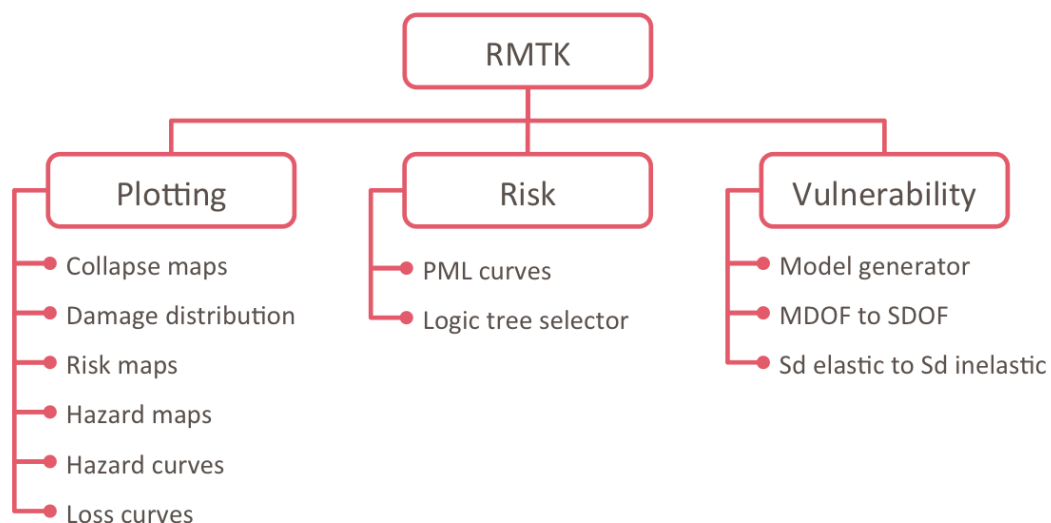 RMTK
Plotting
Collapse maps
Damage distribution
Risk maps
Hazard maps
Hazard curves
Loss curves
Risk
PML curves
Logic tree selector
Vulnerability
Model generator
MDOF to SDOF
Sd elastic to Sd inelastic